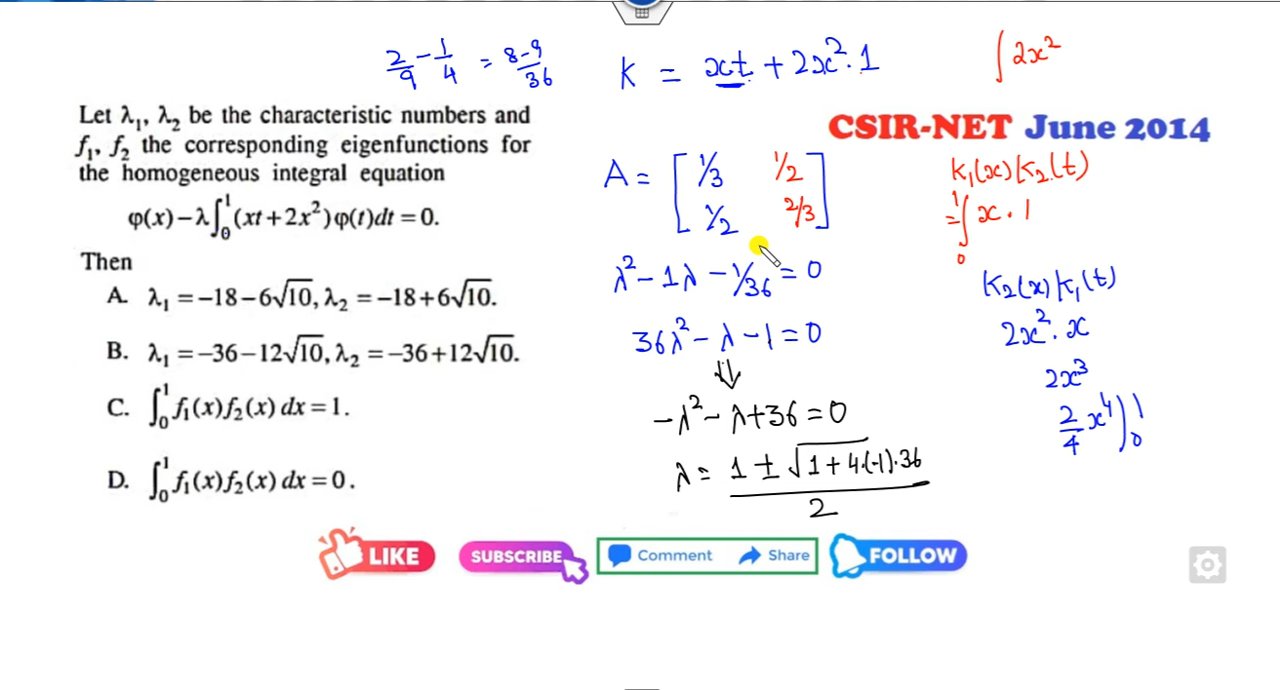 2/9 - 1/4 = 8-9/36
K = xt + 2x². 1
∫2x²
Let λ₁, λ₂ be the characteristic numbers and
f₁, f₂ the corresponding eigenfunctions for
the homogeneous integral equation
φ(x) – λ∫₀¹(xt + 2x²)φ(t)dt = 0.
Then
A. λ₁ = –18 – 6√10, λ₂ = –18 + 6√10.
B. λ₁ = –36 – 12√10, λ₂ = –36 + 12√10.
C. ∫₀¹ f₁(x)f₂(x) dx = 1.
D. ∫₀¹ f₁(x)f₂(x) dx = 0.
CSIR-NET June 2014
A = [ 1/3 1/2
1/2 2/3 ]
λ² - 1λ - 1/36 = 0
36λ² - λ - 1 = 0
⇓
-λ² - λ + 36 = 0
λ = 1 ± √1+4.(-1).36
2
K₁(x)K₂(t)
= ∫₀¹ x . 1
K₂(x)K₁(t)
2x². x
2x³
2/4 x⁴)₀¹
LIKE SUBSCRIBE Comment Share FOLLOW